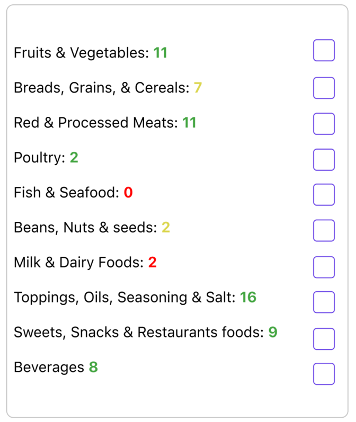 Fruits & Vegetables: 11
Breads, Grains, & Cereals: 7
Red & Processed Meats: 11
Poultry: 2
Fish & Seafood: 0
Beans, Nuts & seeds: 2
Milk & Dairy Foods: 2
Toppings, Oils, Seasoning & Salt: 16
Sweets, Snacks & Restaurants foods: 9
Beverages 8